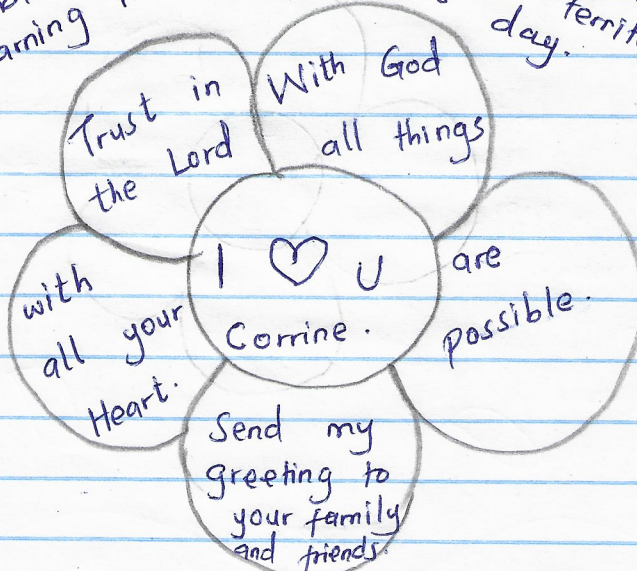 arning
day.
Trust in
the Lord
with
all your
Heart.
With God
all things
are
possible.
I ♡ U
Corrine.
Send my
greeting to
your family
and friends.